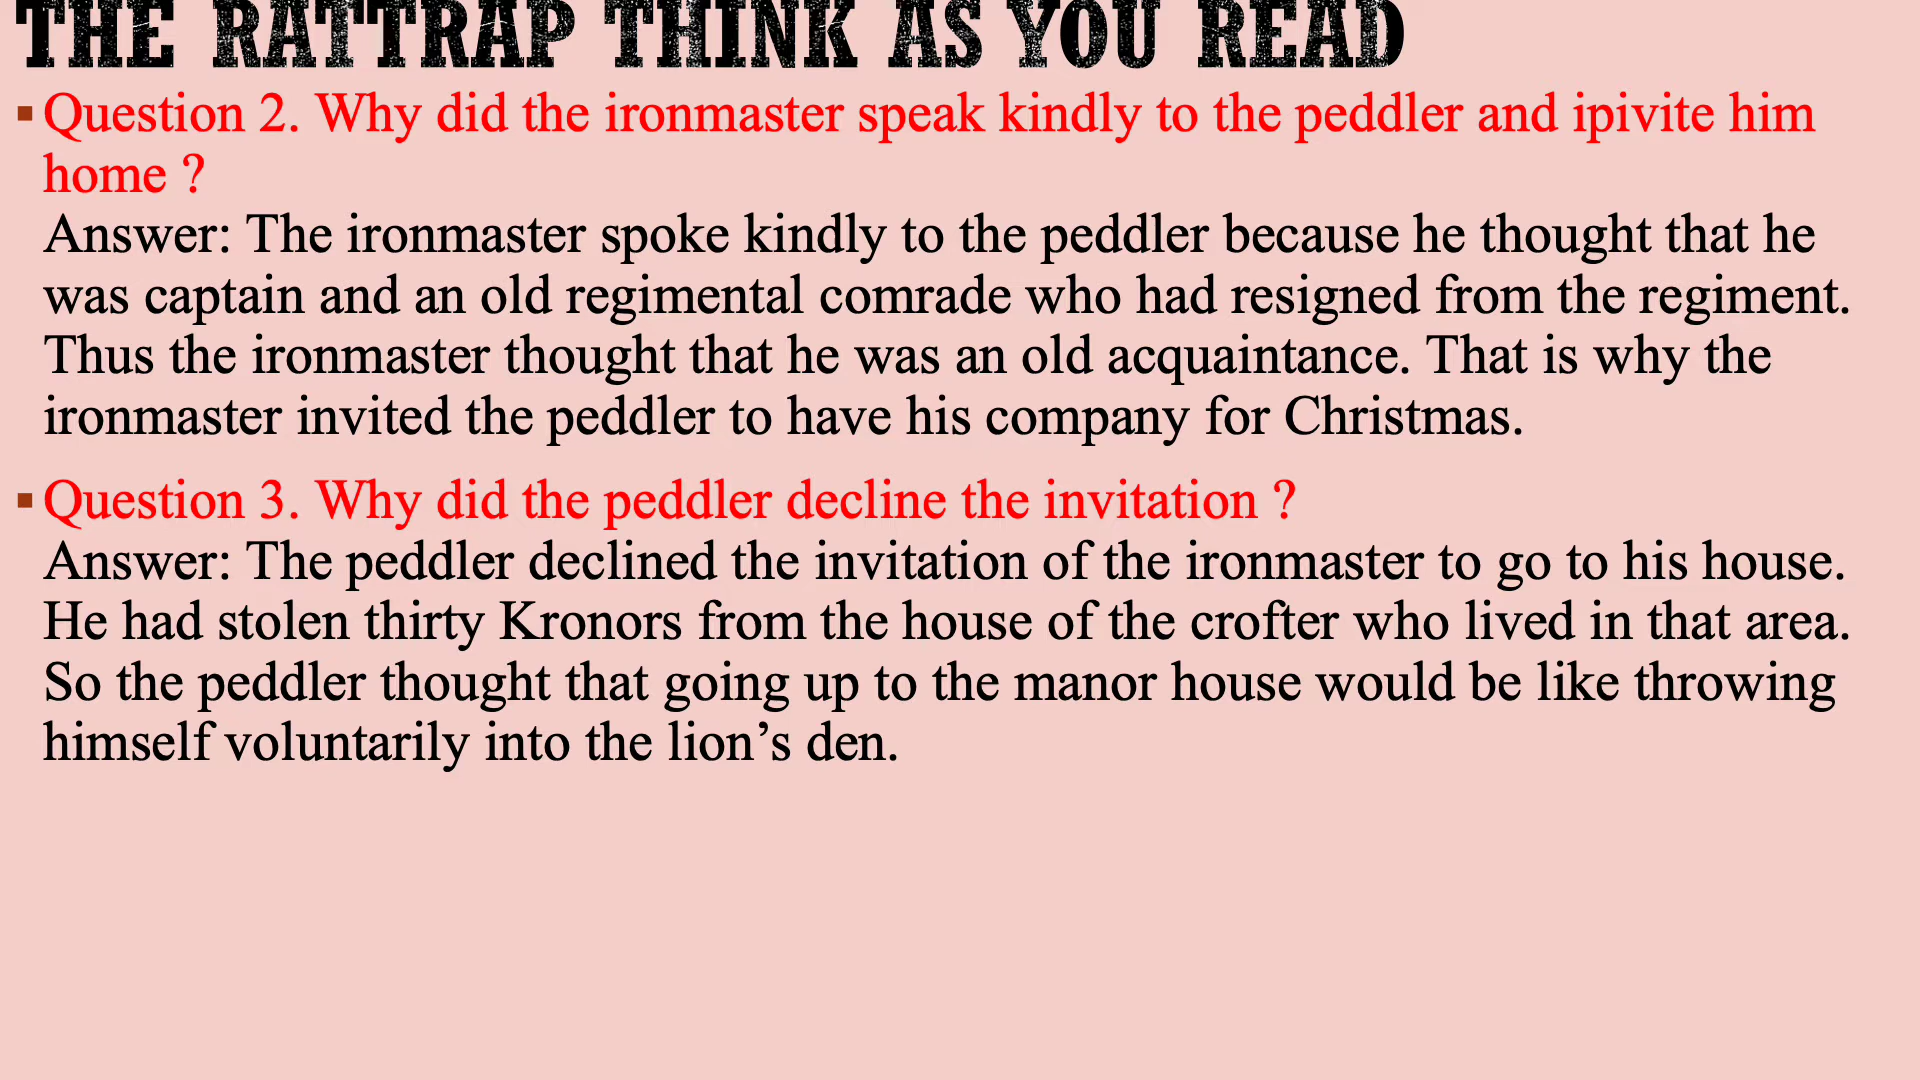 THE RATTRAP THINK AS YOU READ
▪ Question 2. Why did the ironmaster speak kindly to the peddler and ipivite him
home ?
Answer: The ironmaster spoke kindly to the peddler because he thought that he
was captain and an old regimental comrade who had resigned from the regiment.
Thus the ironmaster thought that he was an old acquaintance. That is why the
ironmaster invited the peddler to have his company for Christmas.
▪ Question 3. Why did the peddler decline the invitation ?
Answer: The peddler declined the invitation of the ironmaster to go to his house.
He had stolen thirty Kronors from the house of the crofter who lived in that area.
So the peddler thought that going up to the manor house would be like throwing
himself voluntarily into the lion’s den.